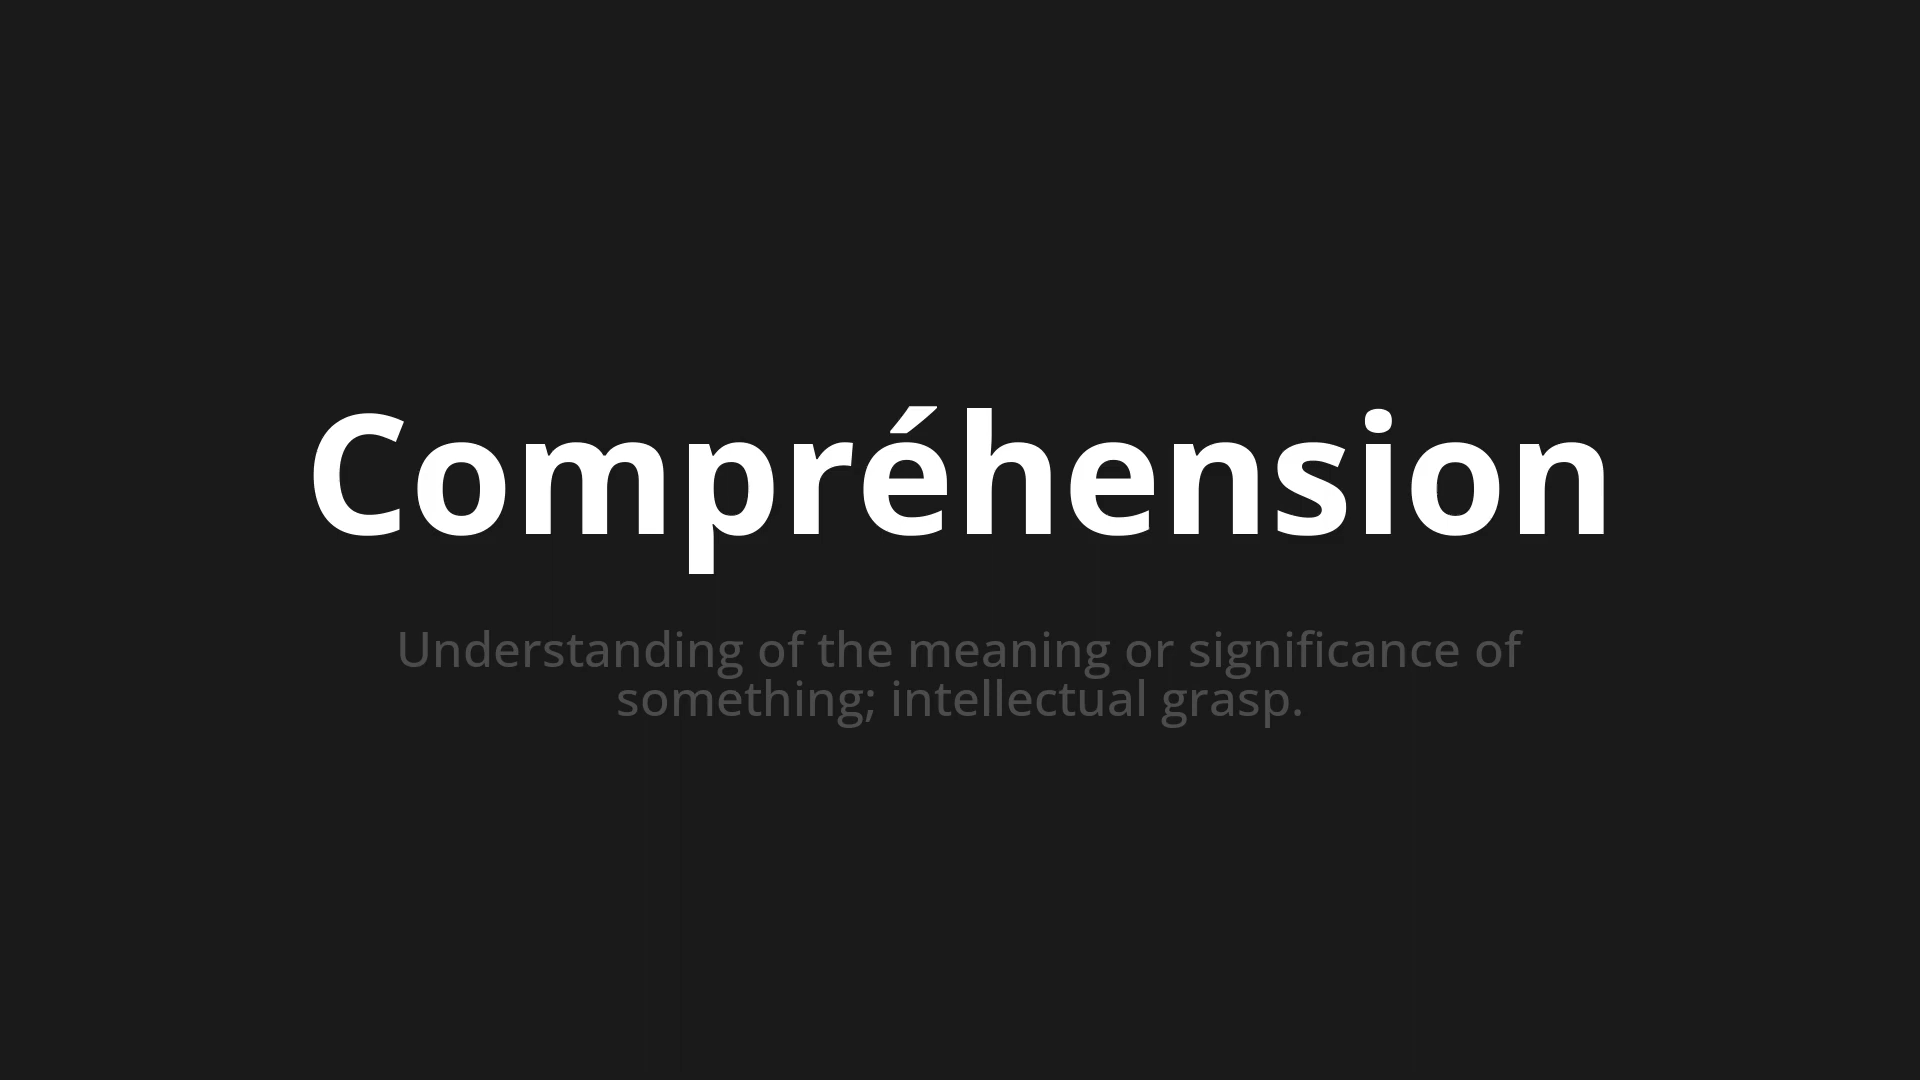 Compréhension
Understanding of the meaning or significance of
something; intellectual grasp.